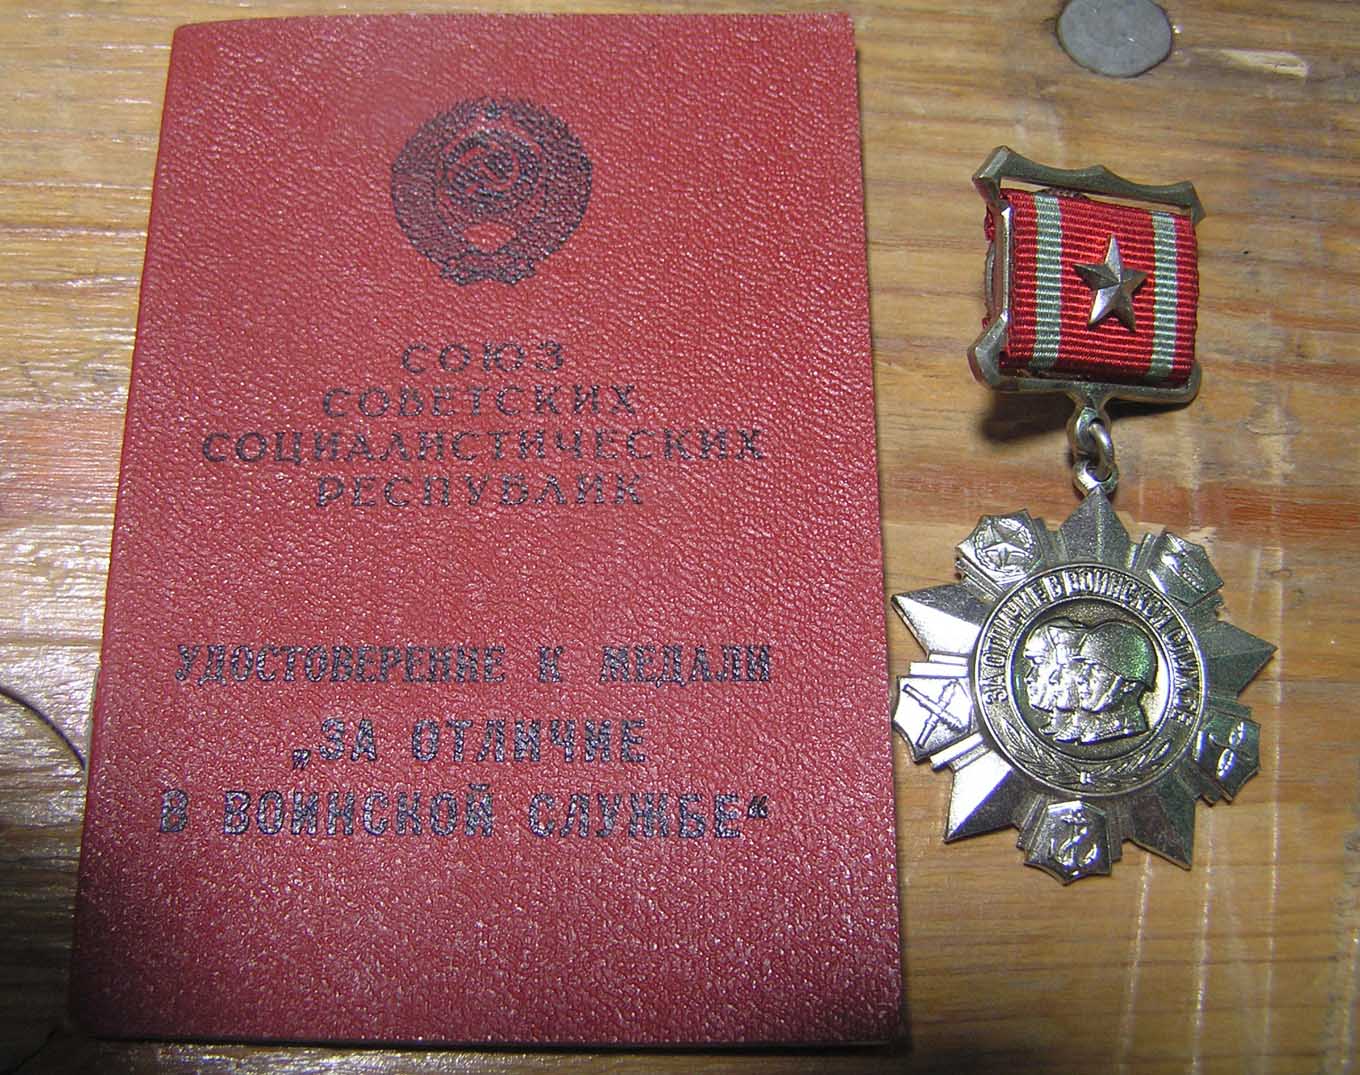 СОЮЗ
СОВЕТСКИХ
СОЦИАЛИСТИЧЕСКИХ
РЕСПУБЛИК
УДОСТОВЕРЕНИЕ К МЕДАЛИ
„ЗА ОТЛИЧИЕ
В ВОИНСКОЙ СЛУЖБЕ“
ЗА ОТЛИЧИЕ В ВОИНСКОЙ СЛУЖБЕ